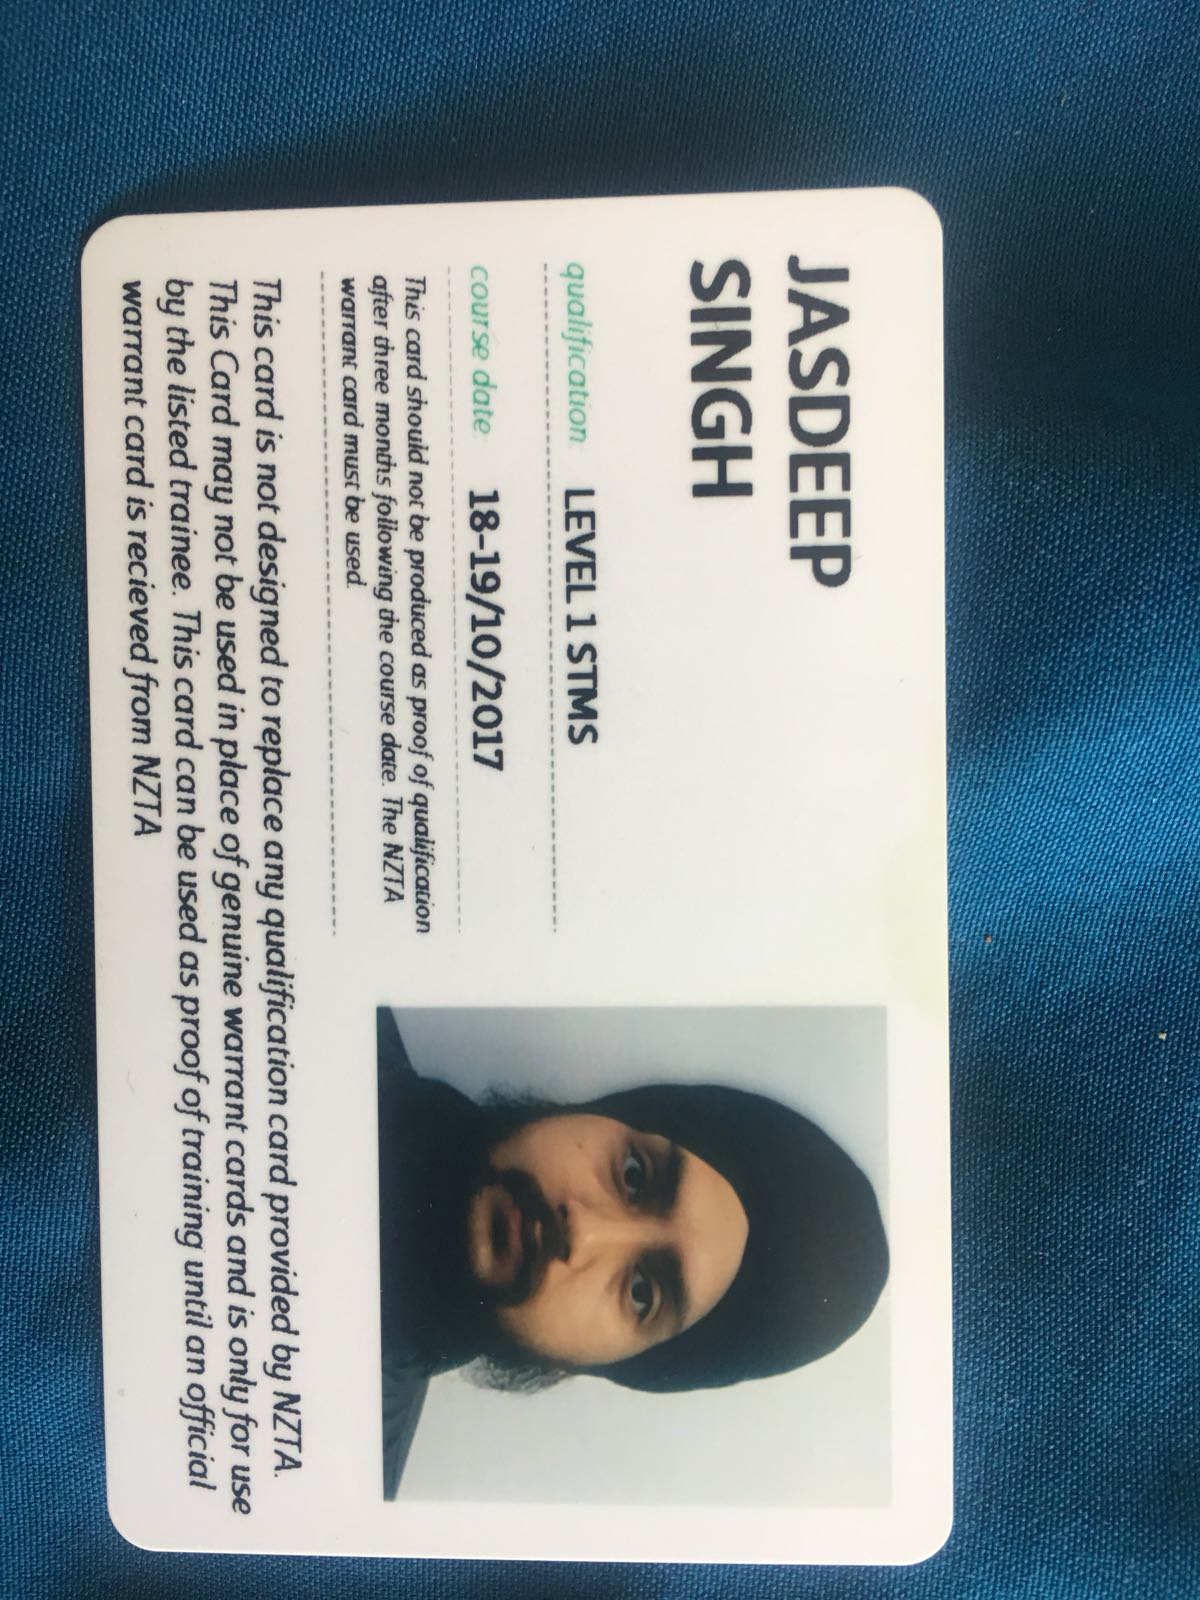 JASDEEP
SINGH
qualification: LEVEL 1 STMS
course date: 18-19/10/2017
This card should not be produced as proof of qualification
after three months following the course date. The NZTA
warrant card must be used.
This card is not designed to replace any qualification card provided by NZTA.
This Card may not be used in place of genuine warrant cards and is only for use
by the listed trainee. This card can be used as proof of training until an official
warrant card is recieved from NZTA